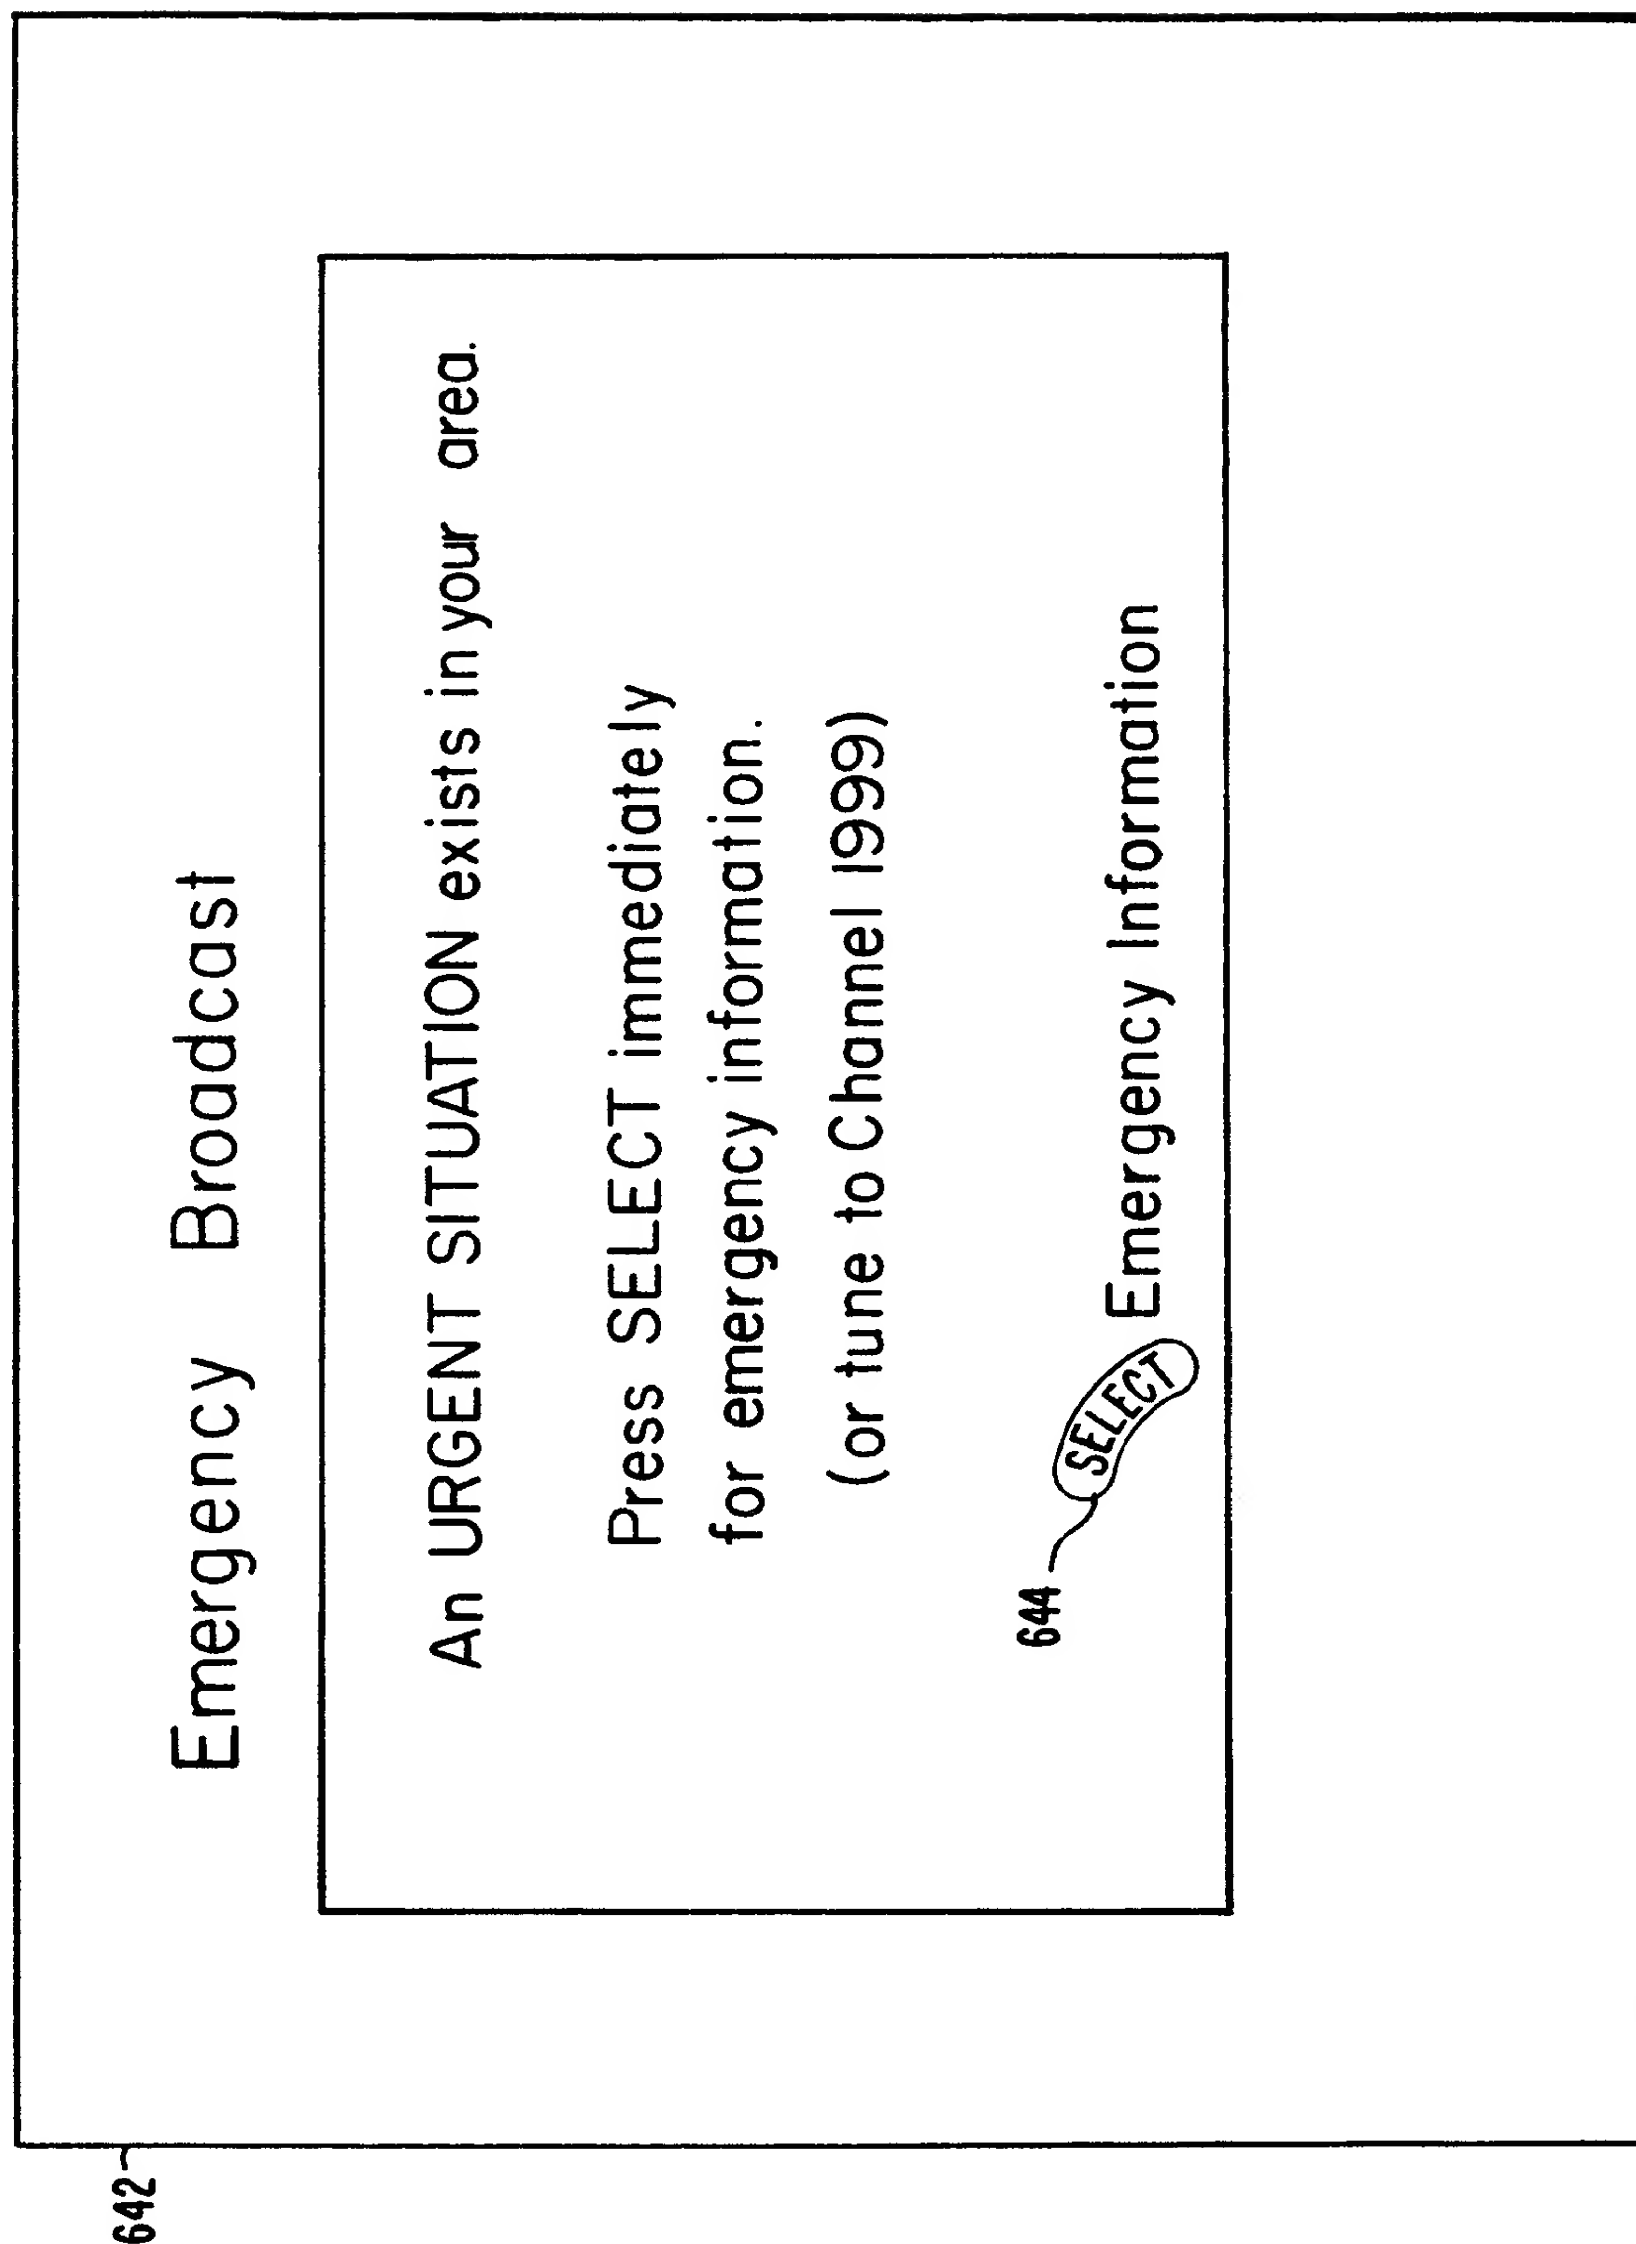 642
Emergency Broadcast
An URGENT SITUATION exists in your area.
Press SELECT immediately
for emergency information.
(or tune to Channel 1999)
644
SELECT Emergency Information